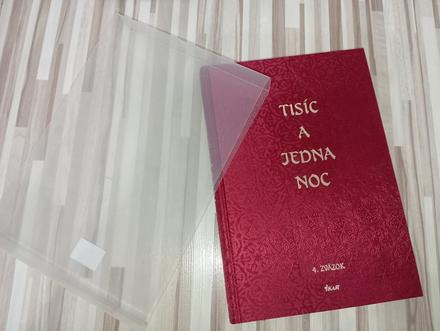 TISÍC
A
JEDNA
NOC
4. ZVÄZOK
IKAR